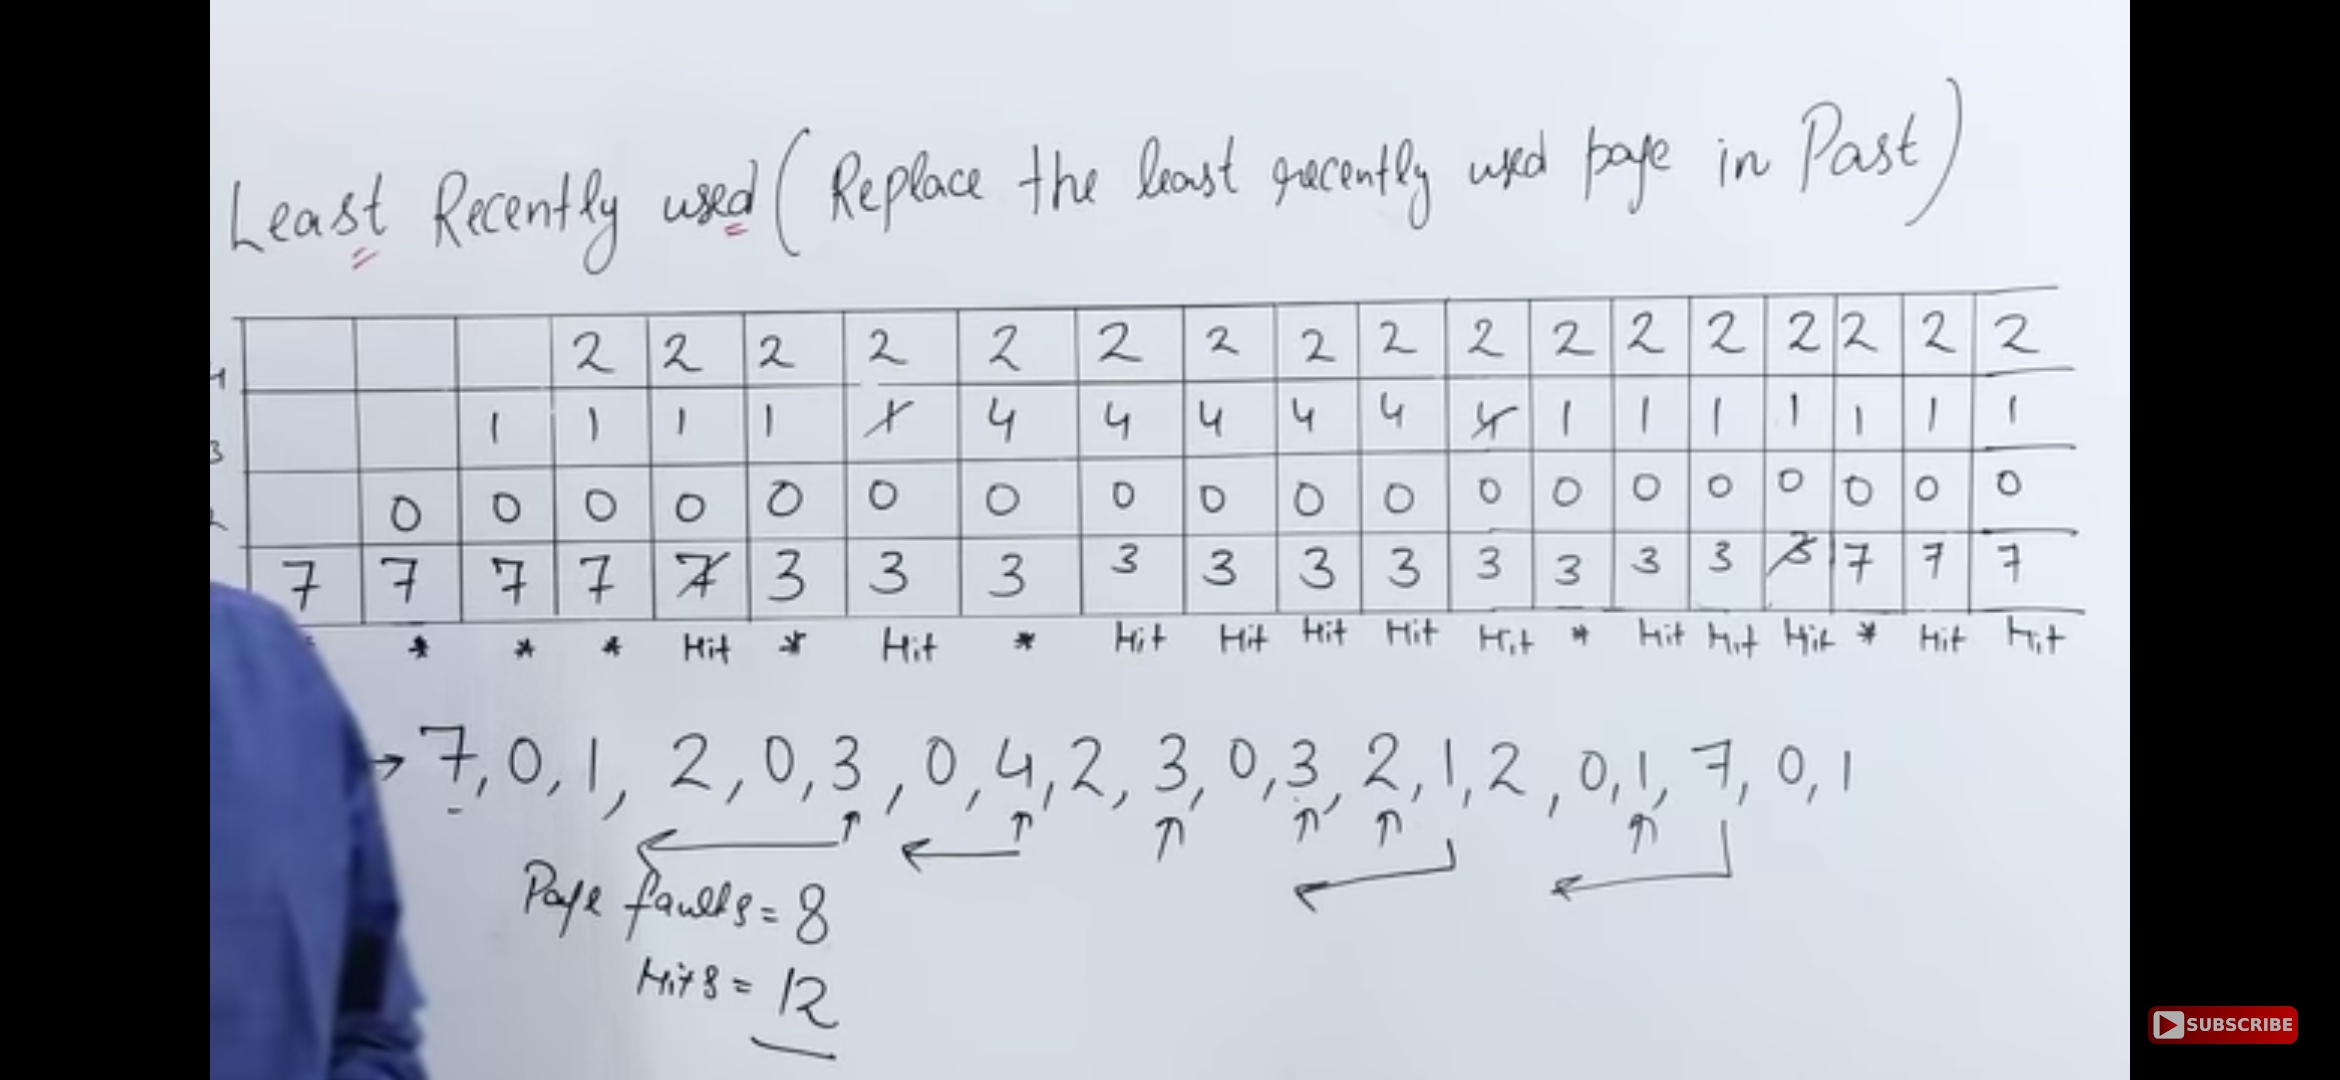 Least Recently used (Replace the least recently used page in Past)
2 2 2 2 2 2 2 2 2 2 2 2 2 2 2 2 2
4
1 1 1 1 1 4 4 4 4 4 4 1 1 1 1 1 1 1
3
0 0 0 0 0 0 0 0 0 0 0 0 0 0 0 0 0 0 0
2
7 7 7 7 7 3 3 3 3 3 3 3 3 3 3 3 3 7 7 7
* * * * Hit * Hit * Hit Hit Hit Hit Hit * Hit Hit Hit * Hit Hit
→ 7, 0, 1, 2, 0, 3, 0, 4, 2, 3, 0, 3, 2, 1, 2, 0, 1, 7, 0, 1
Page faults = 8
Hits = 12
SUBSCRIBE